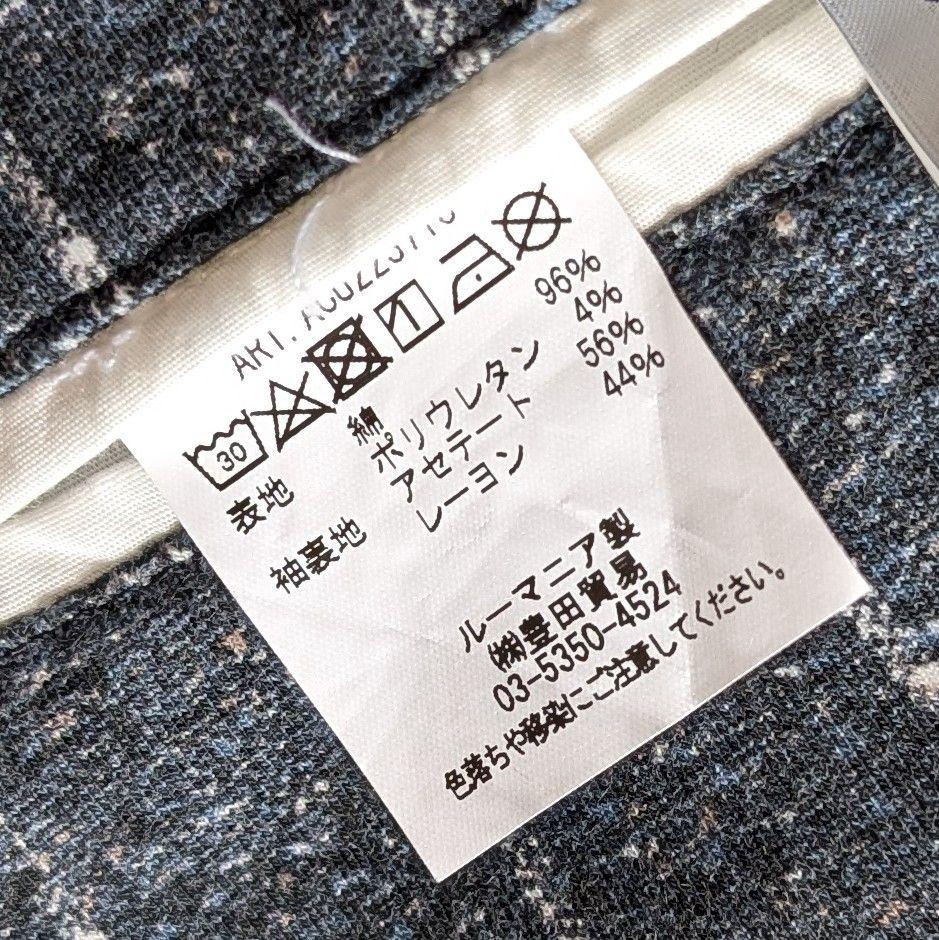 ART.
30
表地 綿 96%
ポリウレタン 4%
袖裏地 アセテート 56%
レーヨン 44%
ルーマニア製
㈱豊田貿易
03-5350-4524
色落ちや移染にご注意してください。